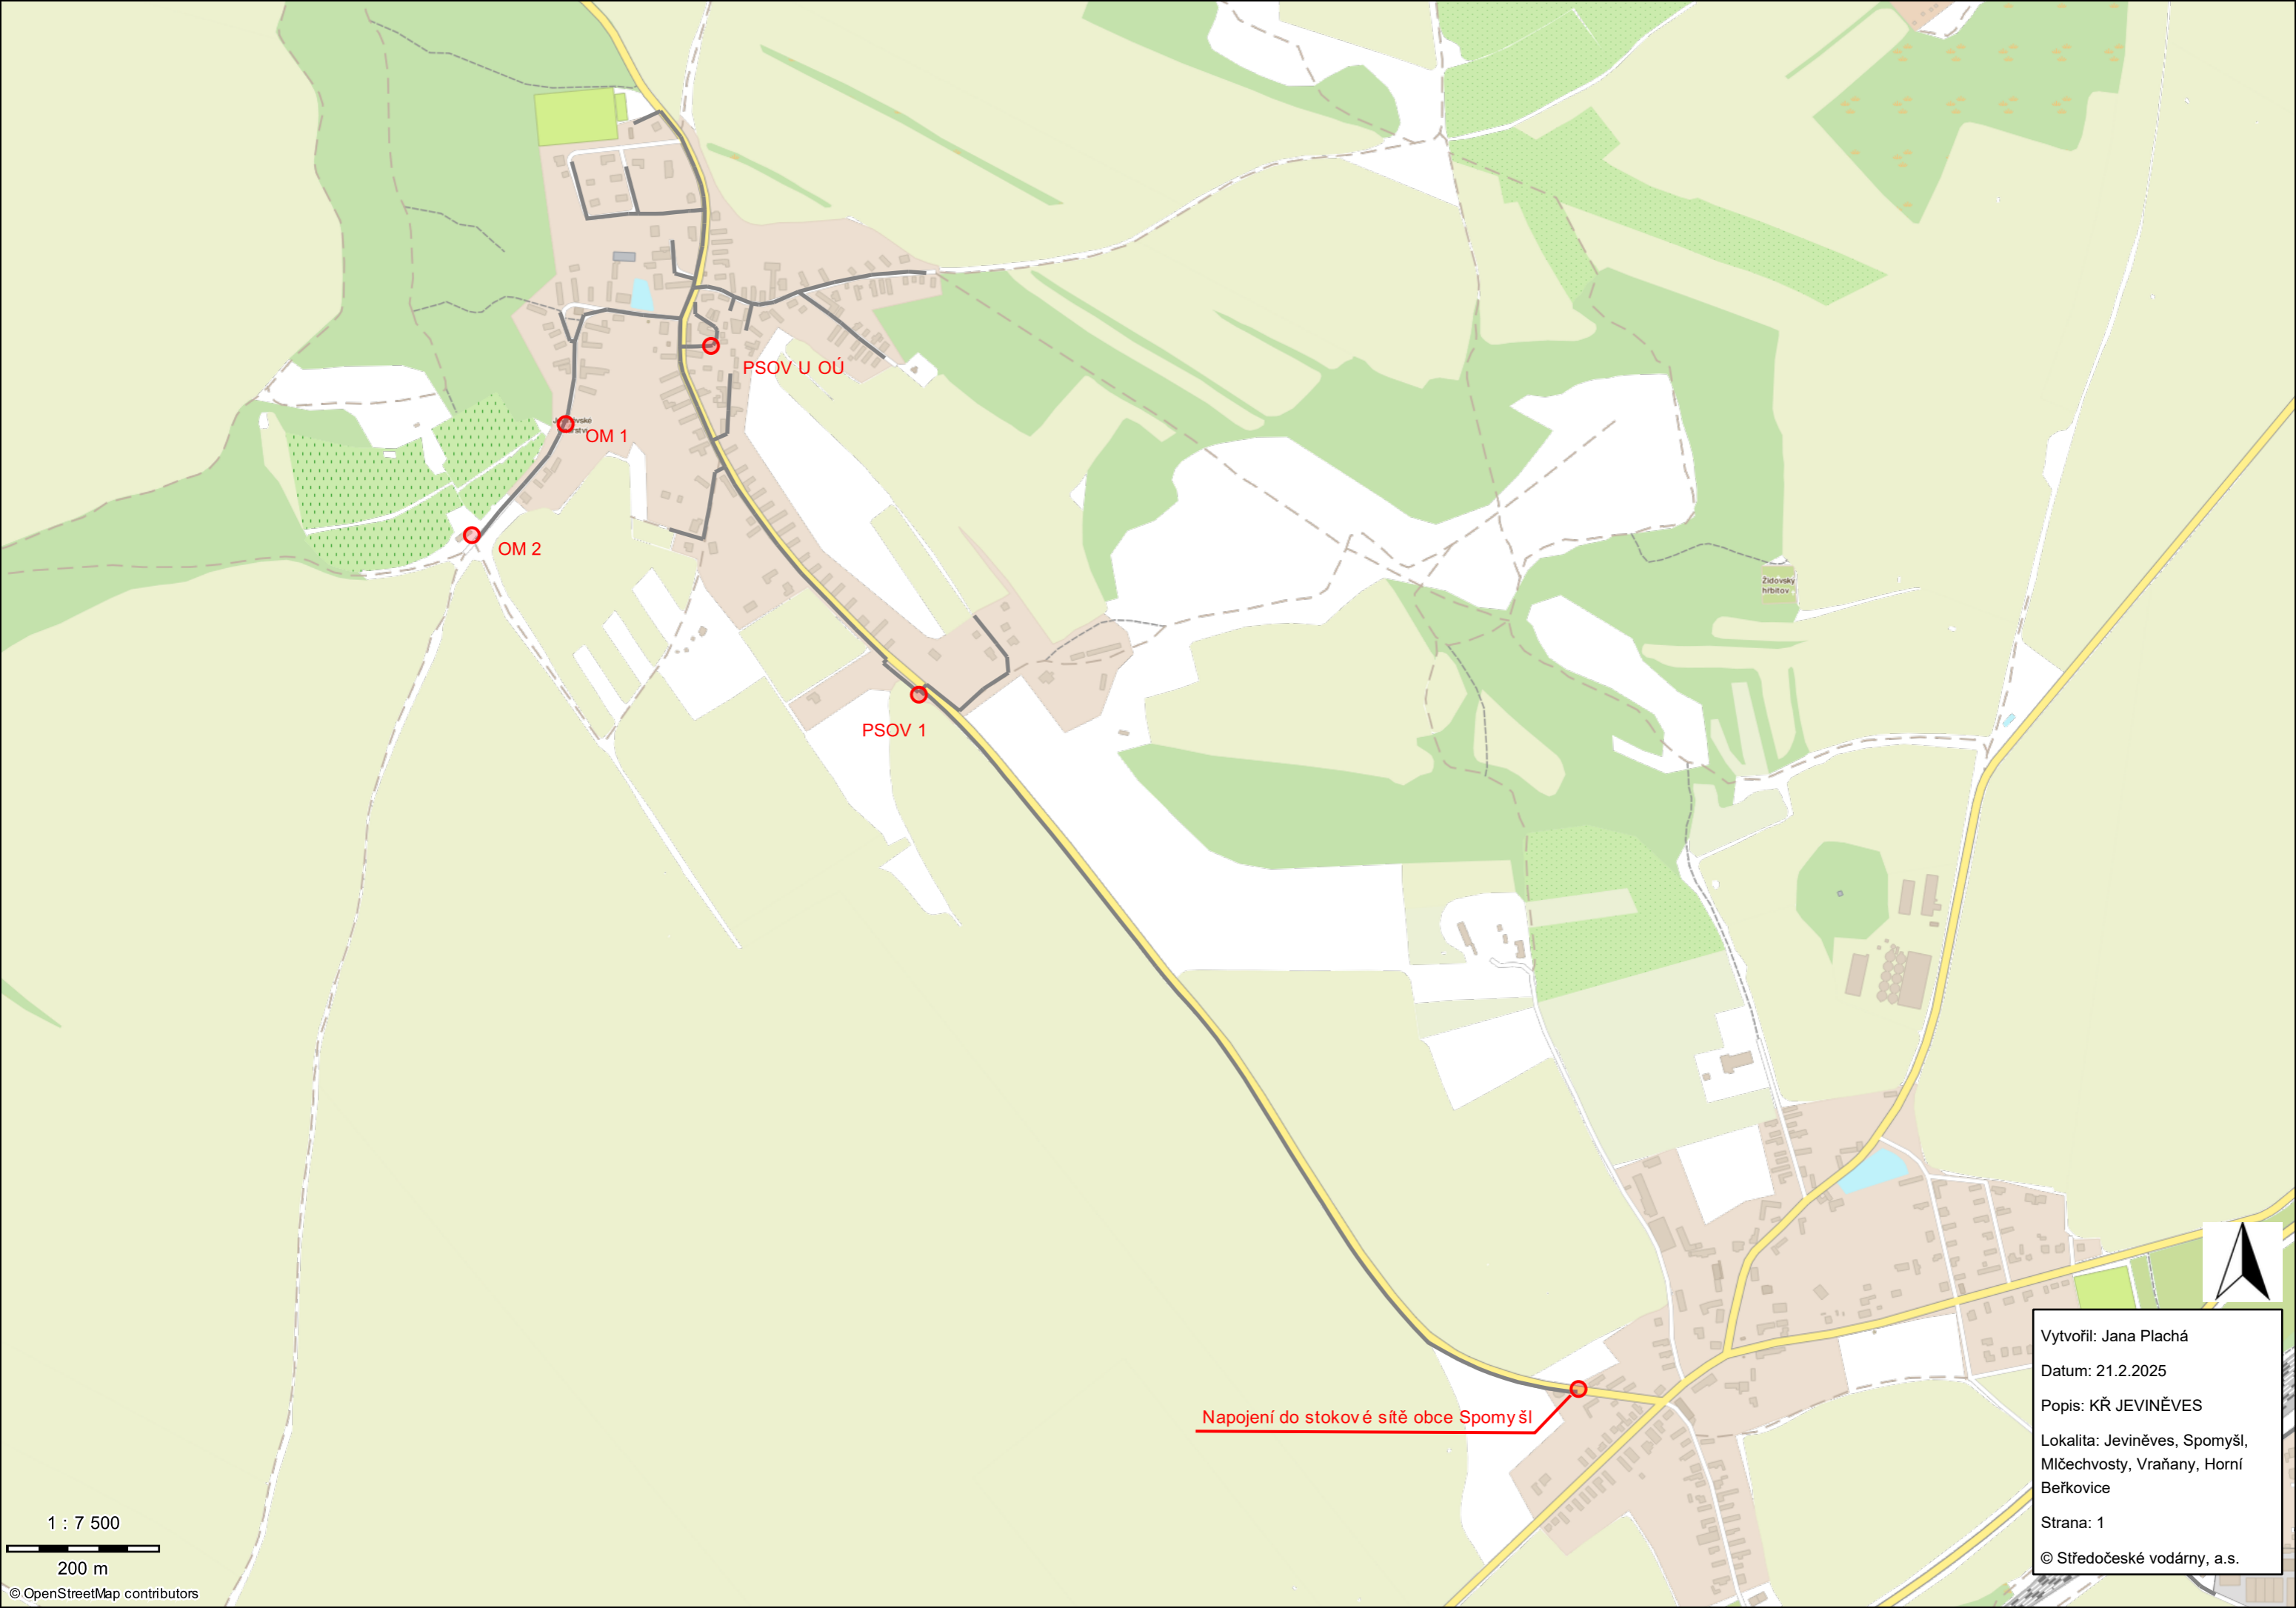 PSOV U OÚ
OM 1
OM 2
Židovský
hřbitov
PSOV 1
Napojení do stokové sítě obce Spomyšl
Vytvořil: Jana Plachá
Datum: 21.2.2025
Popis: KŘ JEVINĚVES
Lokalita: Jeviněves, Spomyšl,
Mlčechvosty, Vraňany, Horní
Beřkovice
Strana: 1
© Středočeské vodárny, a.s.
1 : 7 500
200 m
© OpenStreetMap contributors